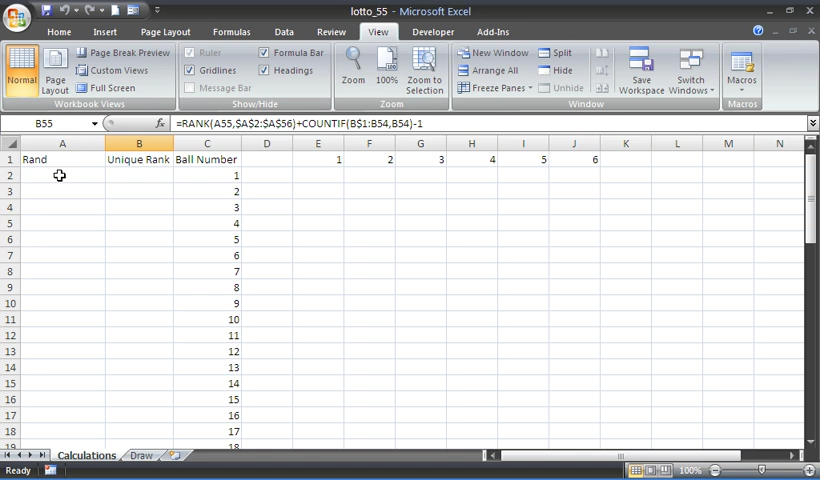 lotto_55 - Microsoft Excel
Home Insert Page Layout Formulas Data Review View Developer Add-Ins
Normal
Page Layout
Page Break Preview
Custom Views
Full Screen
Workbook Views
Ruler
Gridlines
Message Bar
Formula Bar
Headings
Show/Hide
Zoom
100%
Zoom to Selection
Zoom
New Window
Arrange All
Freeze Panes
Split
Hide
Unhide
Save Workspace
Switch Windows
Window
Macros
Macros
B55 fx =RANK(A55,$A$2:$A$56)+COUNTIF(B$1:B54,B54)-1
A B C D E F G H I J K L M N
1 Rand Unique Rank Ball Number 1 2 3 4 5 6
2 1
3 2
4 3
5 4
6 5
7 6
8 7
9 8
10 9
11 10
12 11
13 12
14 13
15 14
16 15
17 16
18 17
19 18
Calculations Draw
Ready 100%